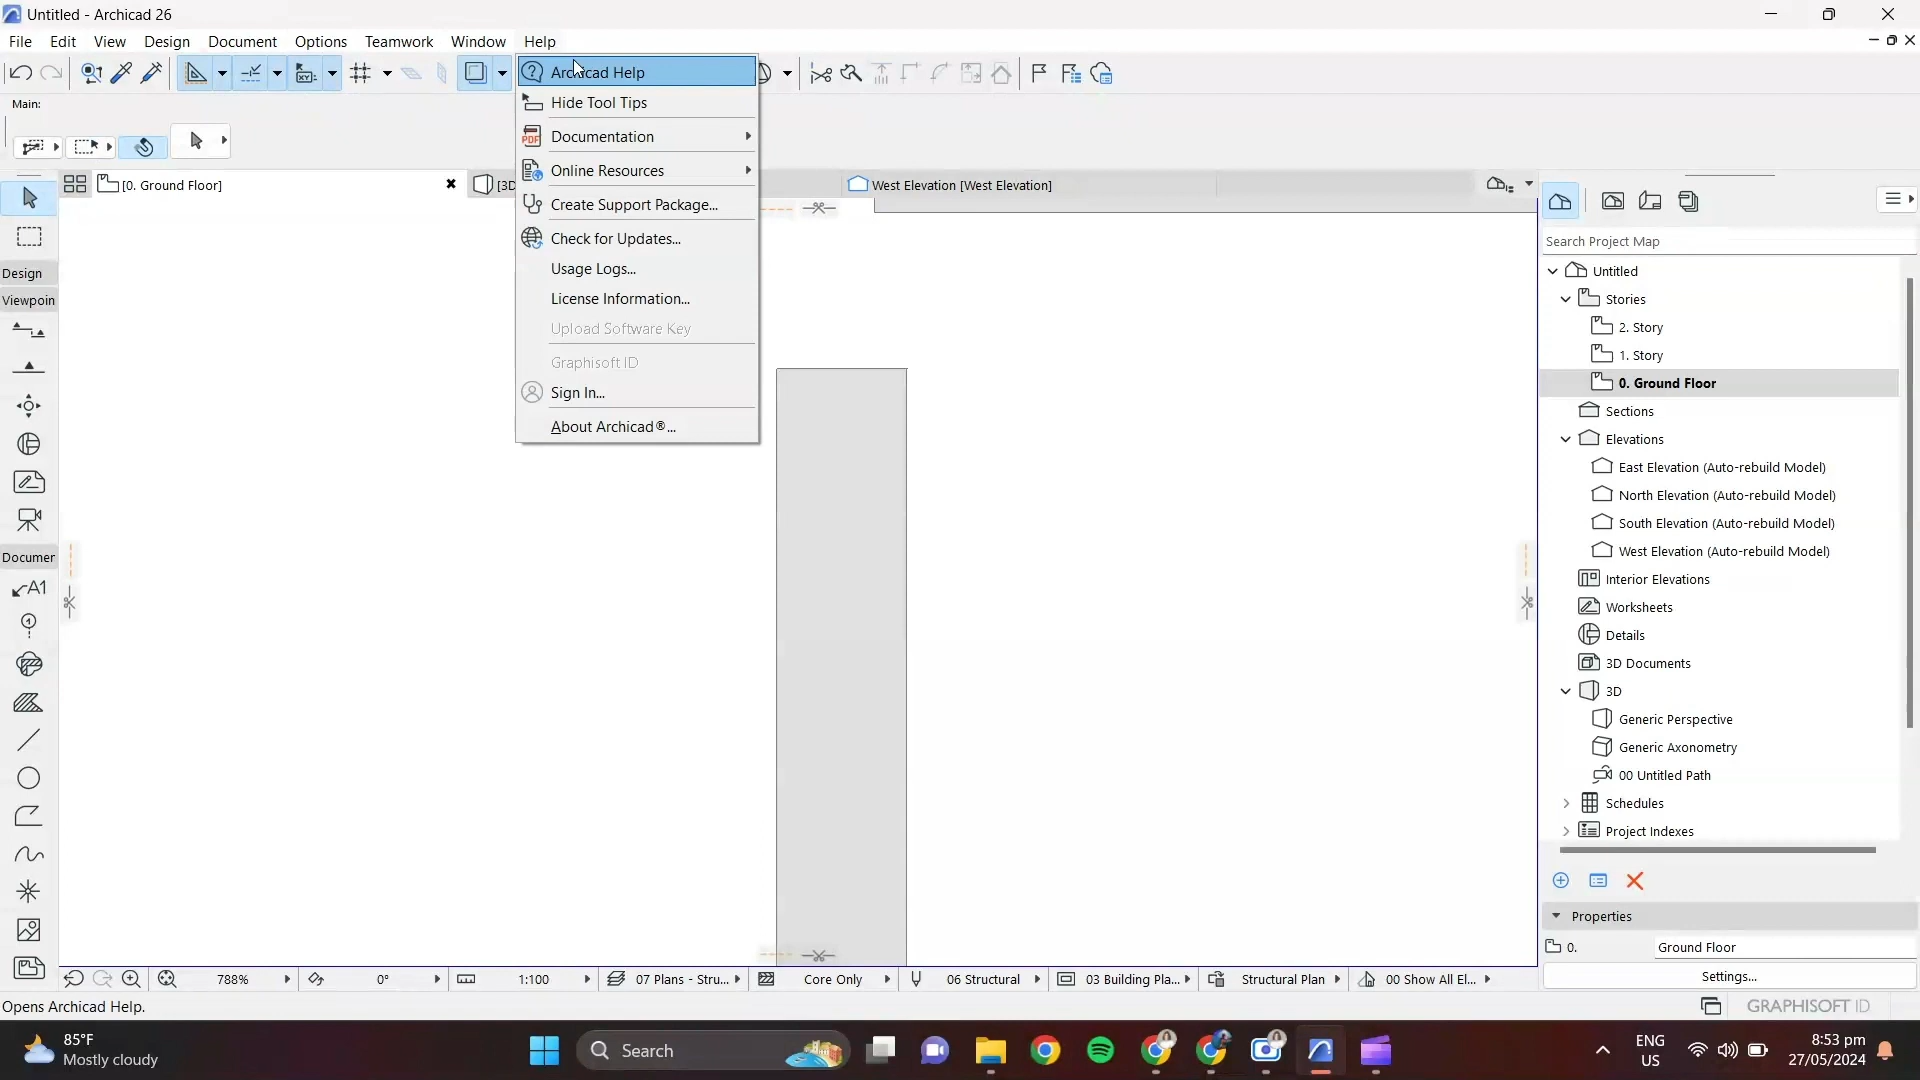 Untitled - Archicad 26
File Edit View Design Document Options Teamwork Window Help
Archicad Help
Hide Tool Tips
Documentation
Online Resources
Create Support Package...
Check for Updates...
Usage Logs...
License Information...
Upload Software Key
Graphisoft ID
Sign In...
About Archicad®...
Main:
[0. Ground Floor]
[3D
West Elevation [West Elevation]
Design
Viewpoin
Documer
A1
Search Project Map
Untitled
Stories
2. Story
1. Story
0. Ground Floor
Sections
Elevations
East Elevation (Auto-rebuild Model)
North Elevation (Auto-rebuild Model)
South Elevation (Auto-rebuild Model)
West Elevation (Auto-rebuild Model)
Interior Elevations
Worksheets
Details
3D Documents
3D
Generic Perspective
Generic Axonometry
00 Untitled Path
Schedules
Project Indexes
Properties
0. Ground Floor
Settings...
788% 0° 1:100 07 Plans - Stru... Core Only 06 Structural 03 Building Pla... Structural Plan 00 Show All El...
Opens Archicad Help.
GRAPHISOFT ID
85°F
Mostly cloudy
Search
ENG
US
8:53 pm
27/05/2024